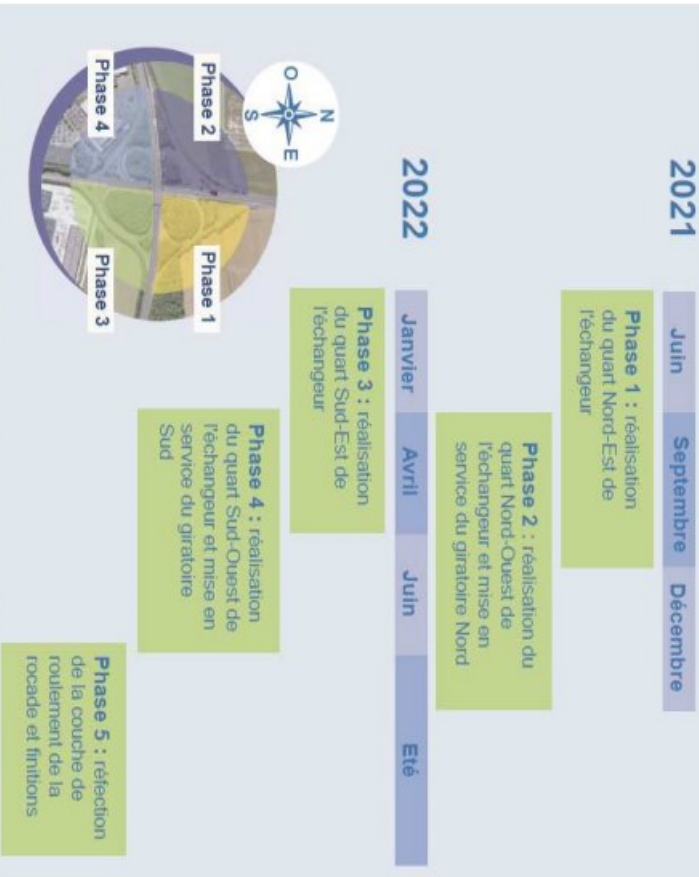 2021
Juin
Septembre
Décembre
Phase 1 : réalisation
du quart Nord-Est de
l'échangeur
Phase 2 : réalisation du
quart Nord-Ouest de
l'échangeur et mise en
service du giratoire Nord
2022
Janvier
Avril
Juin
Eté
Phase 3 : réalisation
du quart Sud-Est de
l'échangeur
Phase 4 : réalisation
du quart Sud-Ouest de
l'échangeur et mise en
service du giratoire
Sud
Phase 5 : réfection
de la couche de
roulement de la
rocade et finitions
N
O
E
S
Phase 2
Phase 1
Phase 4
Phase 3